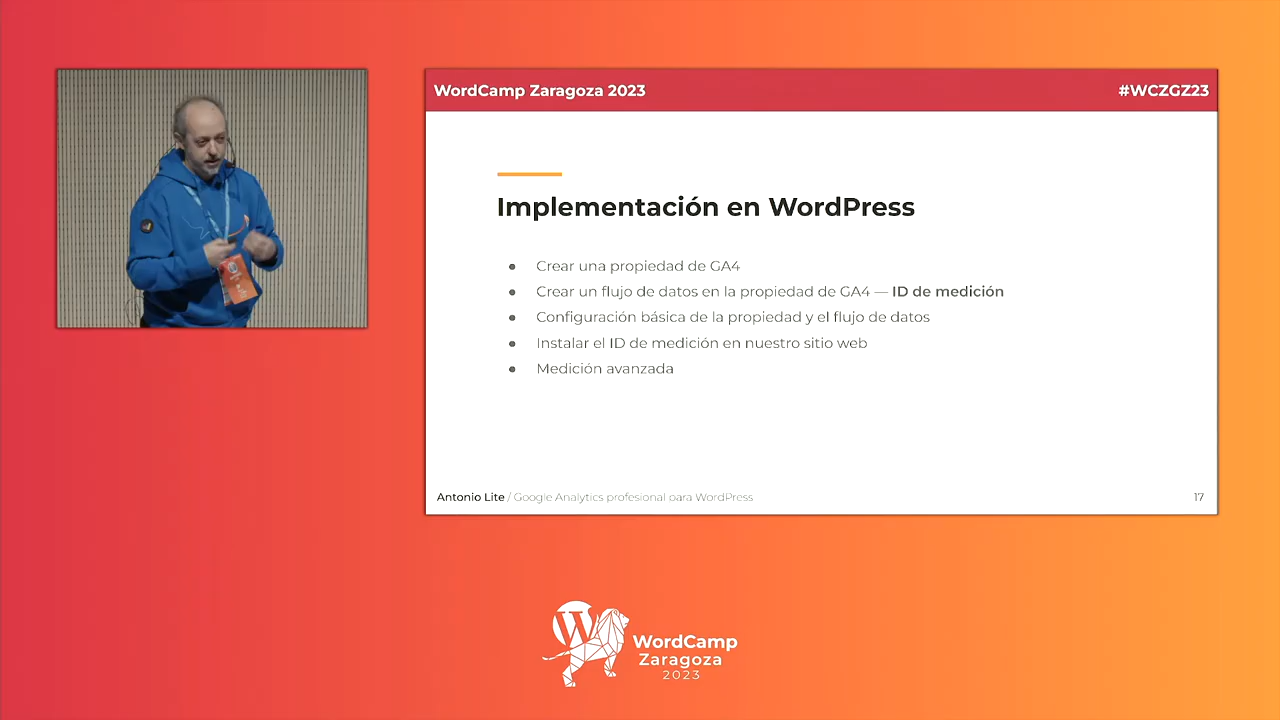 WordCamp Zaragoza 2023
#WCZGZ23
Implementación en WordPress
● Crear una propiedad de GA4
● Crear un flujo de datos en la propiedad de GA4 — ID de medición
● Configuración básica de la propiedad y el flujo de datos
● Instalar el ID de medición en nuestro sitio web
● Medición avanzada
Antonio Lite / Google Analytics profesional para WordPress
17
WordCamp
Zaragoza
2023